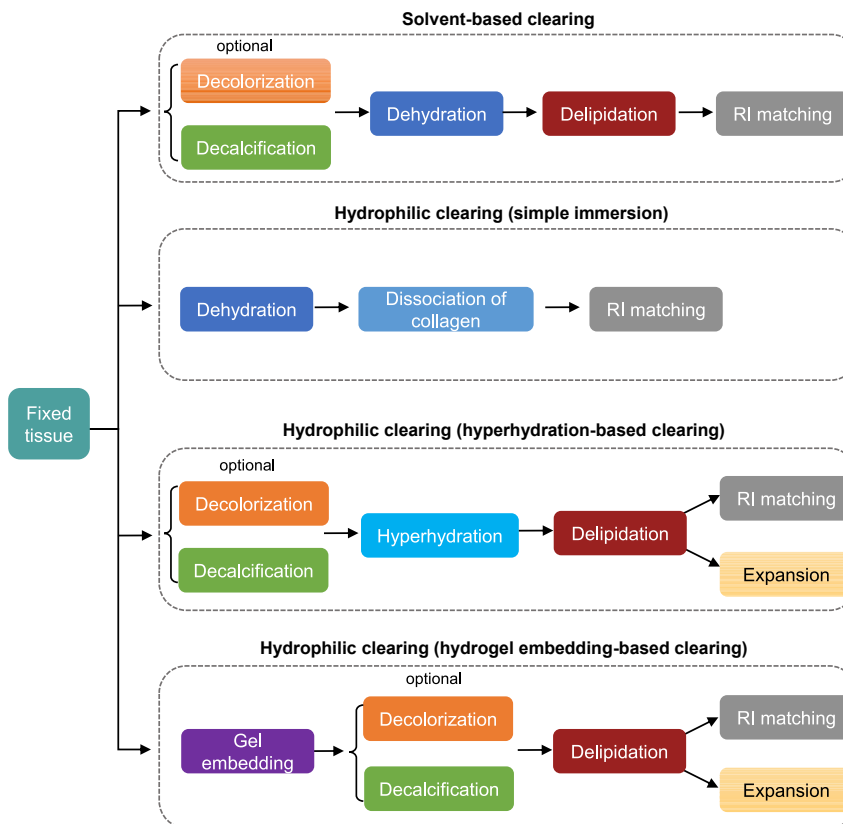 Solvent-based clearing
optional
Decolorization
Decalcification
Dehydration
Delipidation
RI matching
Hydrophilic clearing (simple immersion)
Dehydration
Dissociation of
collagen
RI matching
Fixed
tissue
Hydrophilic clearing (hyperhydration-based clearing)
optional
Decolorization
Decalcification
Hyperhydration
Delipidation
RI matching
Expansion
Hydrophilic clearing (hydrogel embedding-based clearing)
optional
Gel
embedding
Decolorization
Decalcification
Delipidation
RI matching
Expansion